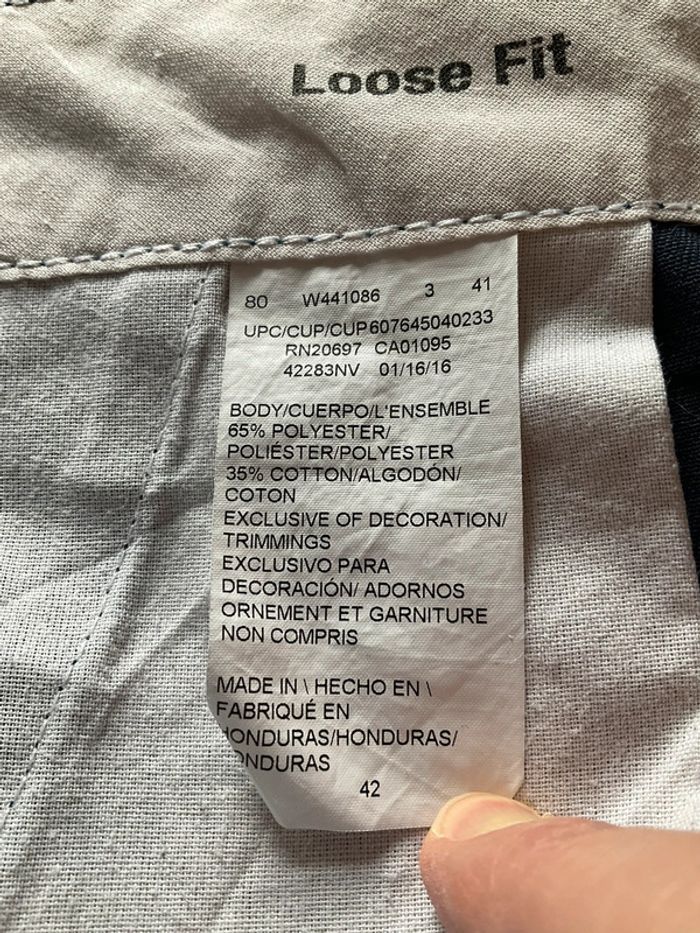 Loose Fit
80 W441086 3 41
UPC/CUP/CUP607645040233
RN20697 CA01095
42283NV 01/16/16
BODY/CUERPO/L'ENSEMBLE
65% POLYESTER/
POLIÉSTER/POLYESTER
35% COTTON/ALGODÓN/
COTON
EXCLUSIVE OF DECORATION/
TRIMMINGS
EXCLUSIVO PARA
DECORACIÓN/ ADORNOS
ORNEMENT ET GARNITURE
NON COMPRIS
MADE IN \ HECHO EN \
FABRIQUÉ EN
HONDURAS/HONDURAS/
HONDURAS
42